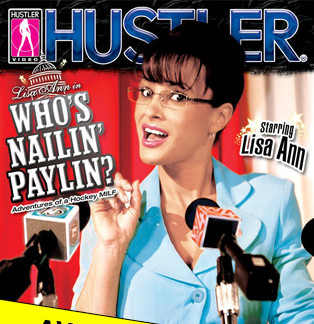 HUSTLER
VIDEO
HUSTLER®
Lisa Ann in
WHO'S
NAILIN'
PAYLIN?
Adventures of a Hockey MILF
Starring
Lisa Ann